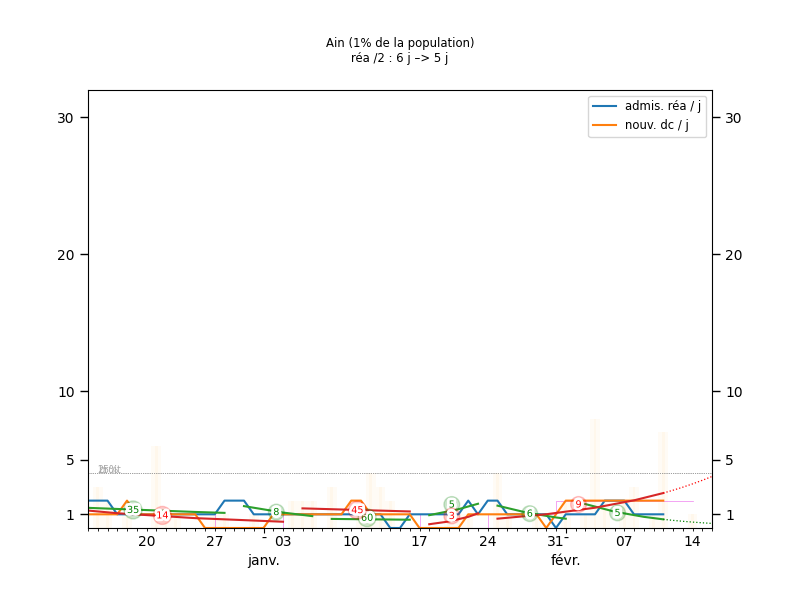 Ain (1% de la population)
réa /2 : 6 j –> 5 j
admis. réa / j
nouv. dc / j
30 30
20 20
10 10
5 5
1 1
35 14 8 45 60 5 3 6 9 5
20 27 03 10 17 24 31 07 14
janv. févr.